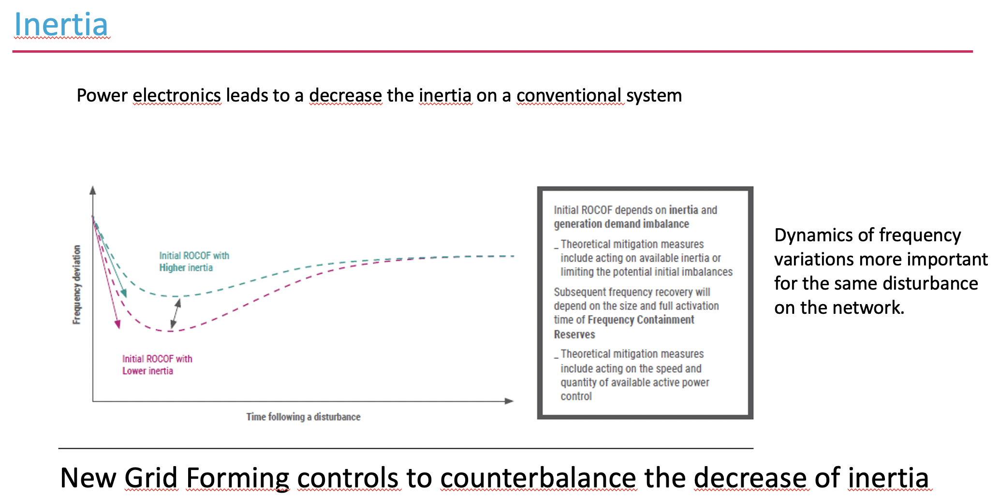 Inertia
Power electronics leads to a decrease the inertia on a conventional system
Frequency deviation
Initial ROCOF with
Higher inertia
Initial ROCOF with
Lower inertia
Time following a disturbance
Initial ROCOF depends on inertia and
generation demand imbalance
_ Theoretical mitigation measures
include acting on available inertia or
limiting the potential initial imbalances
Subsequent frequency recovery will
depend on the size and full activation
time of Frequency Containment
Reserves
_ Theoretical mitigation measures
include acting on the speed and
quantity of available active power
control
Dynamics of frequency
variations more important
for the same disturbance
on the network.
New Grid Forming controls to counterbalance the decrease of inertia